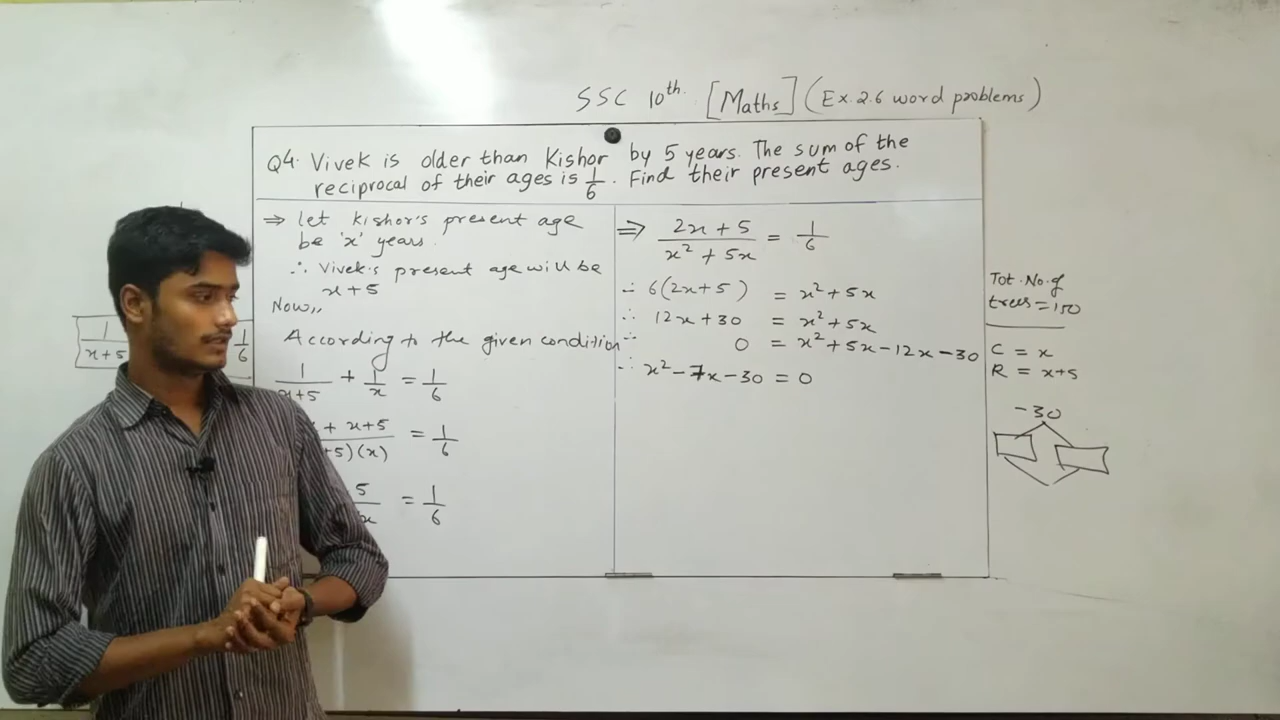 SSC 10th. [Maths] (Ex. 2.6 word problems)
Q4. Vivek is older than Kishor by 5 years. The sum of the
reciprocal of their ages is 1/6. Find their present ages.
⇒ let Kishor's present age
be 'x' years.
∴ Vivek's present age will be
x+5
Now,,
According to the given condition
1/(x+5) + 1/x = 1/6
+ x+5 / +5)(x) = 1/6
5/x = 1/6
⇒ (2x + 5)/(x² + 5x) = 1/6
∴ 6(2x+5) = x²+5x
∴ 12x+30 = x²+5x
∴ 0 = x²+5x-12x-30
∴ x²-7x-30 = 0
1/(x+5)
1/6
Tot. No. of
trees = 150
C = x
R = x+5
-30